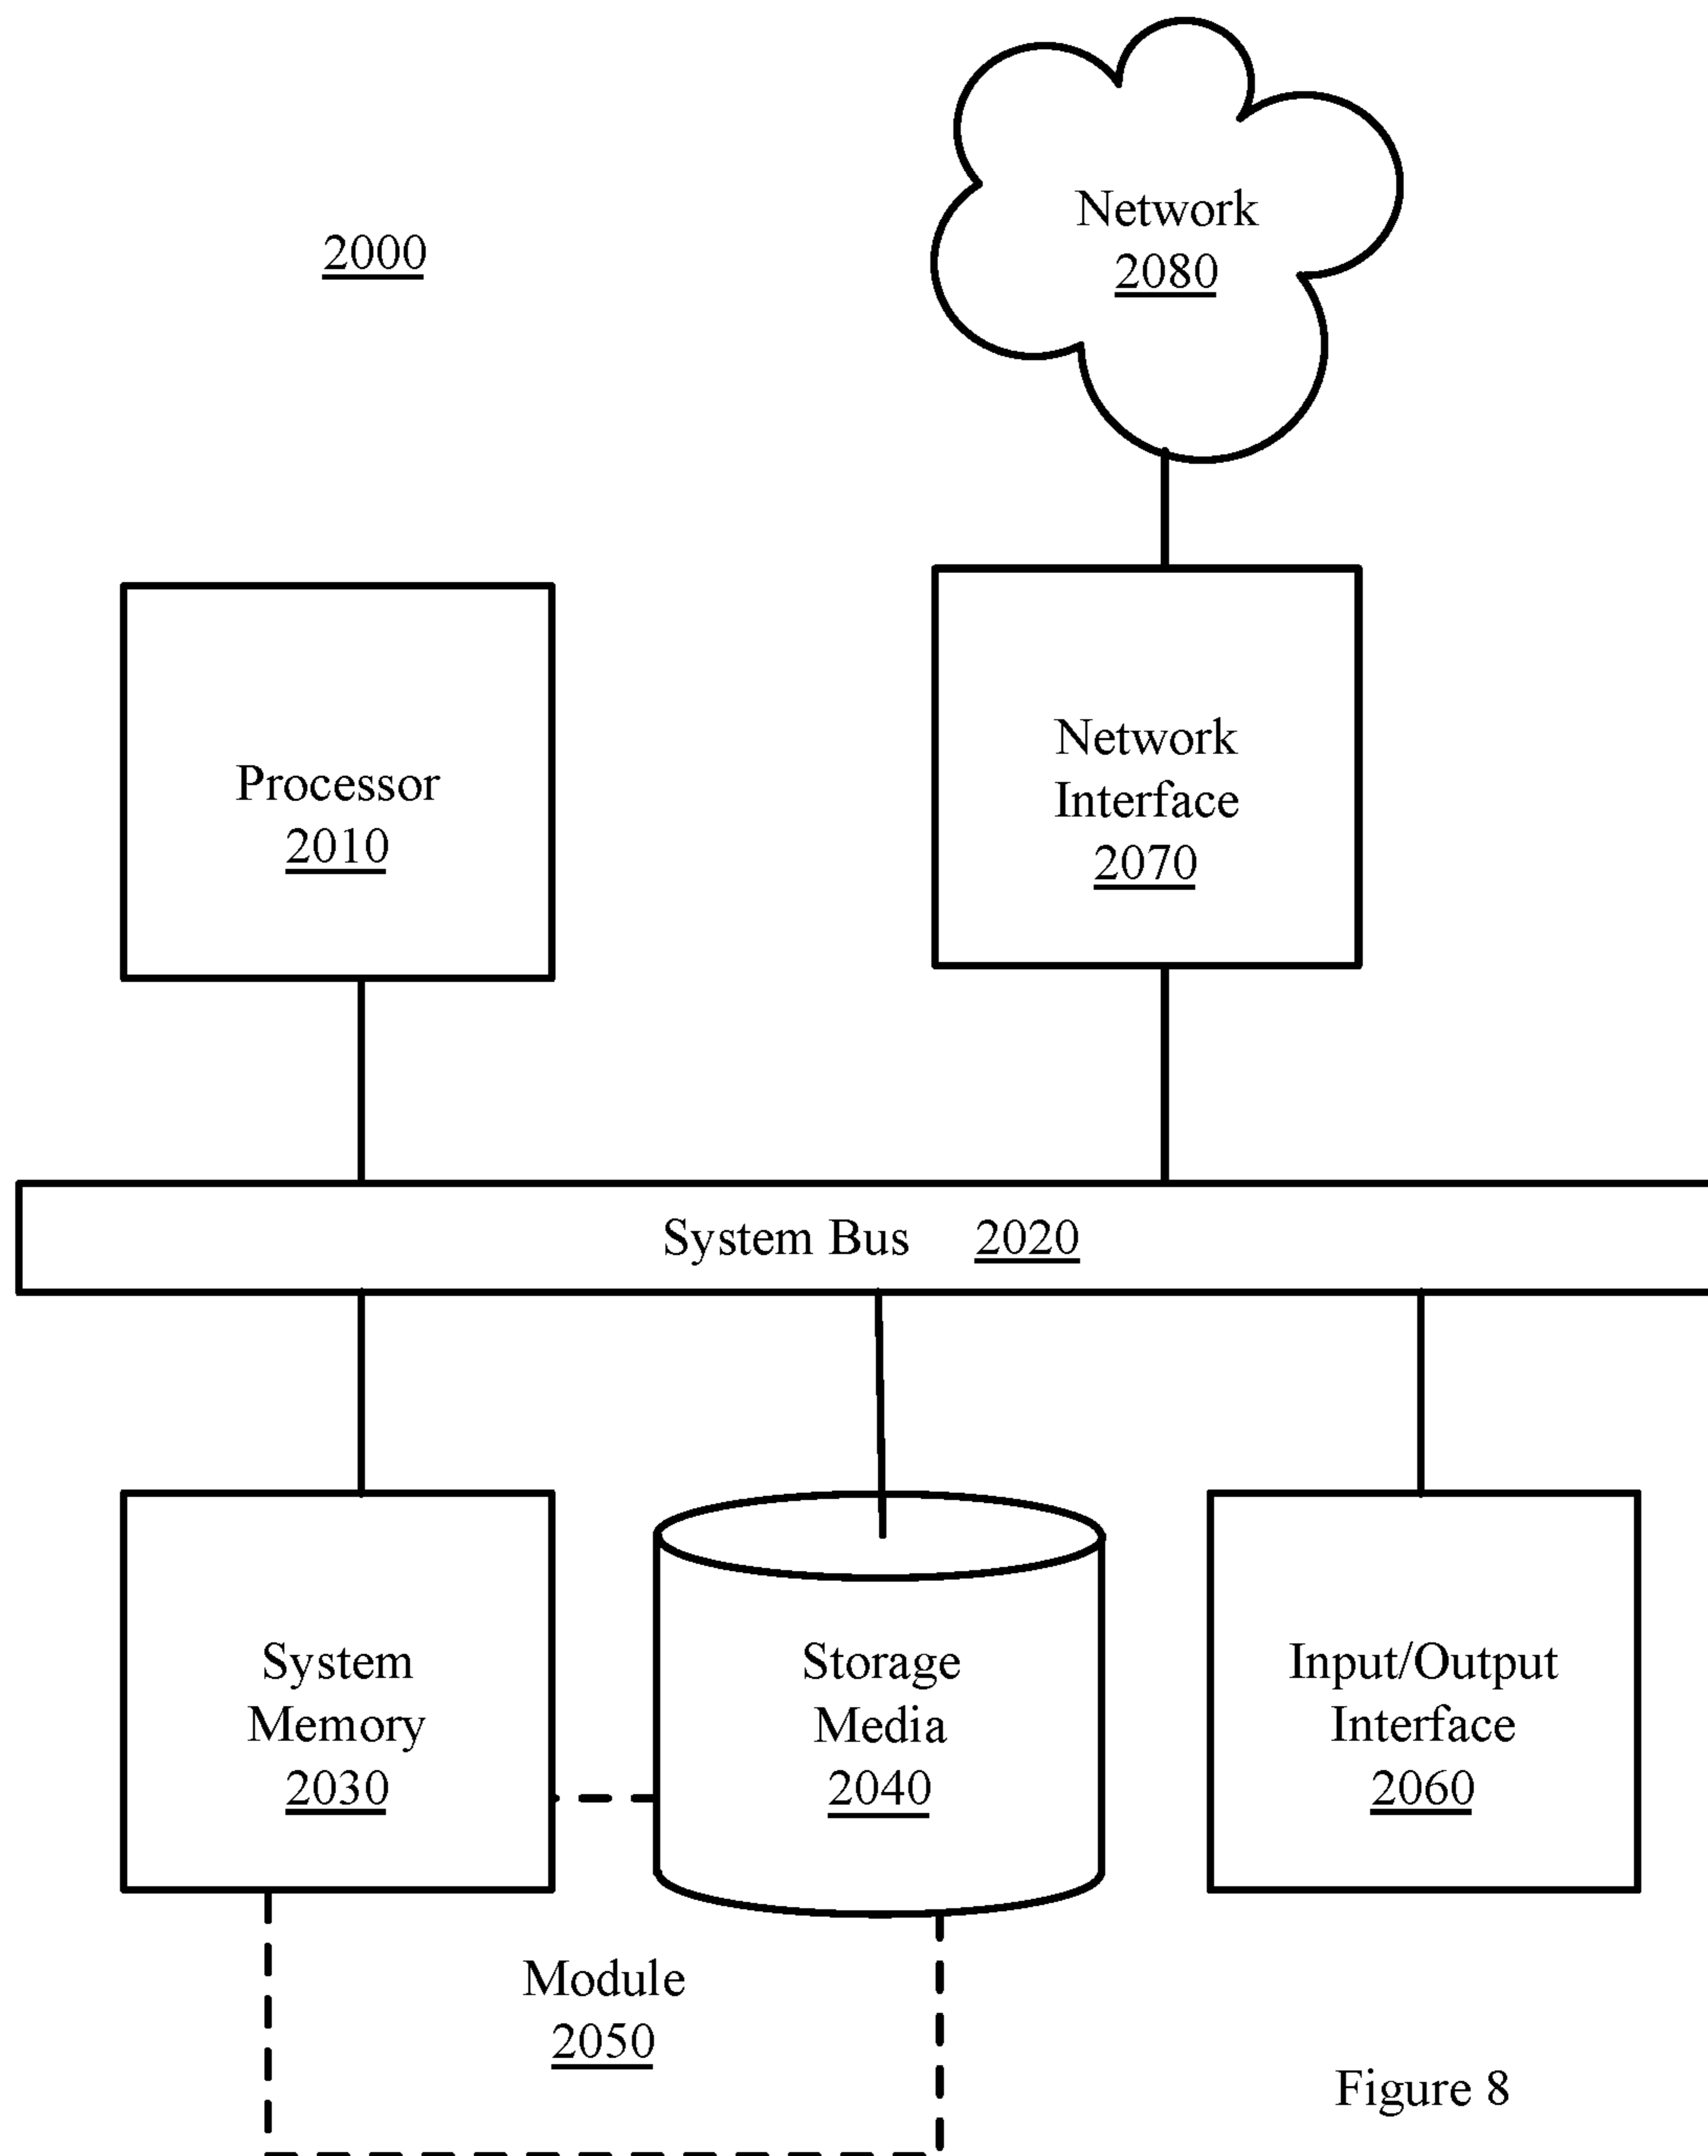 Network
2080
2000
Processor
2010
Network
Interface
2070
System Bus 2020
System
Memory
2030
Storage
Media
2040
Input/Output
Interface
2060
Module
2050
Figure 8